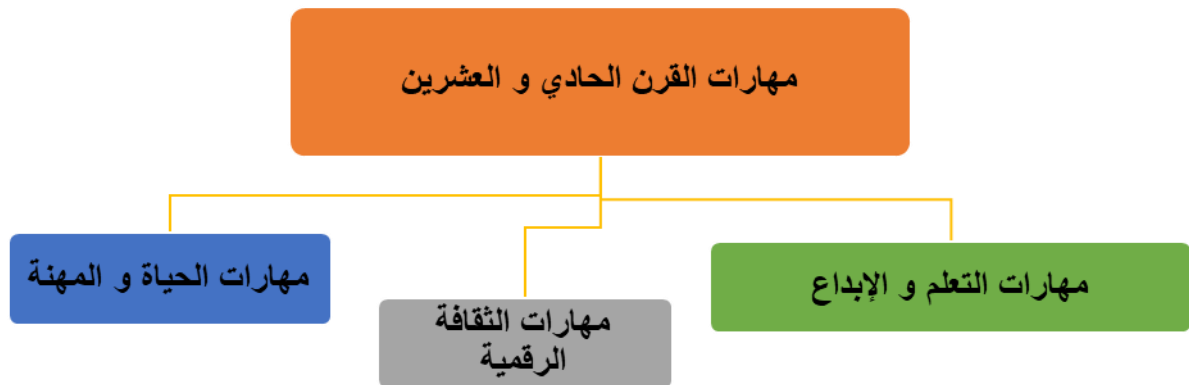 مهارات القرن الحادي و العشرين
مهارات التعلم و الإبداع
مهارات الثقافة
الرقمية
مهارات الحياة و المهنة